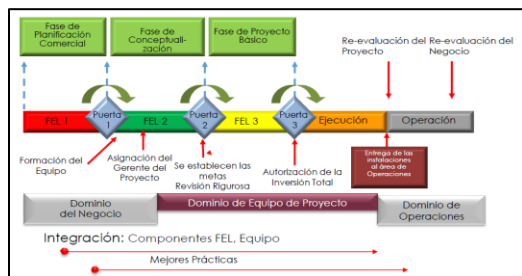 Fase de
Planificación
Comercial
Fase de
Conceptuali-
zación
Fase de Proyecto
Básico
Re-evaluación del
Proyecto
Re-evaluación del
Negocio
FEL 1
Puerta
1
FEL 2
Puerta
2
FEL 3
Puerta
3
Ejecución
Operación
Formación del
Equipo
Asignación del
Gerente del
Proyecto
Se establecen las
metas
Revisión Rigurosa
Autorización de la
Inversión Total
Entrega de las
instalaciones
al área de
Operaciones
Dominio
del Negocio
Dominio de Equipo de Proyecto
Dominio de
Operaciones
Integración: Componentes FEL, Equipo
Mejores Prácticas